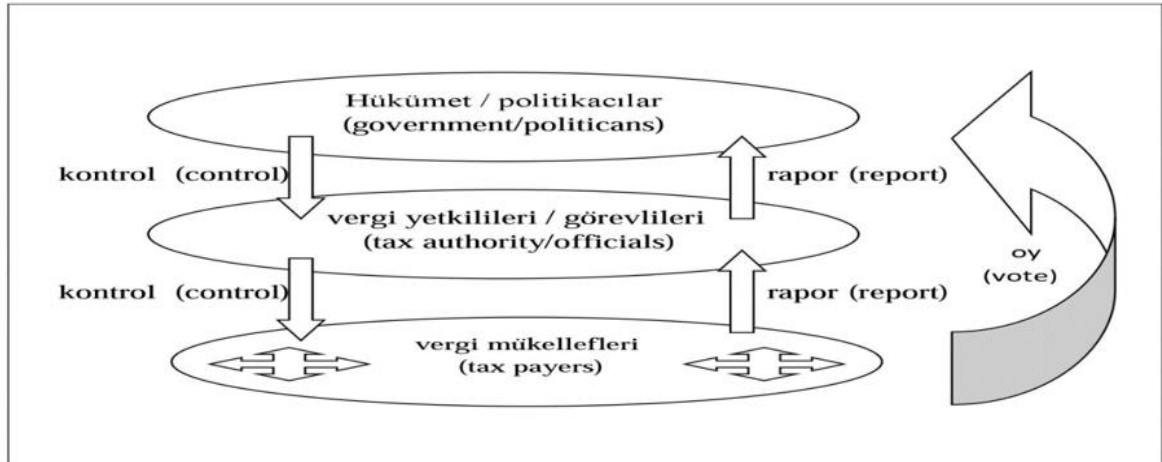 Hükümet / politikacılar
(government/politicans)
kontrol (control)
rapor (report)
vergi yetkilileri / görevlileri
(tax authority/officials)
oy
(vote)
kontrol (control)
rapor (report)
vergi mükellefleri
(tax payers)